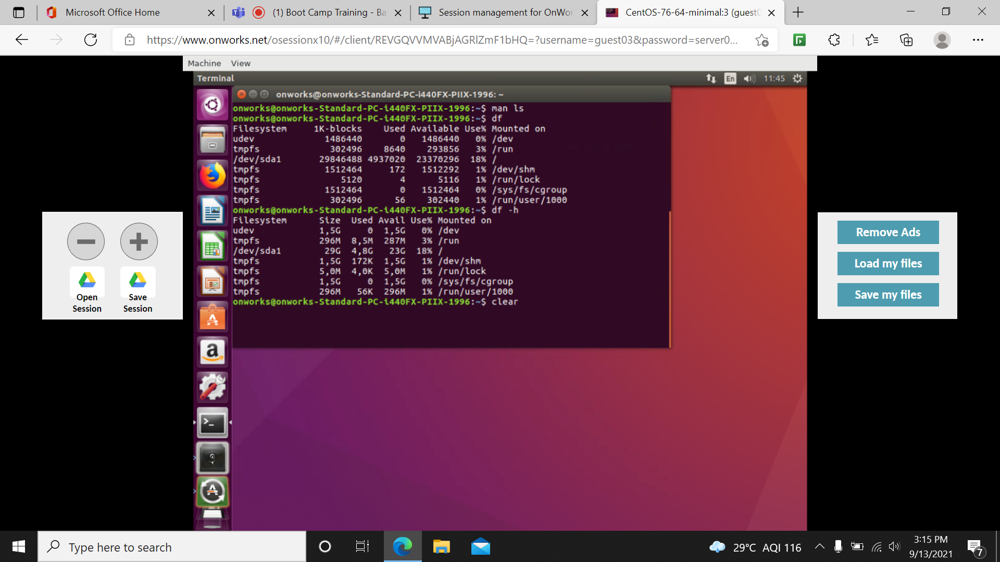 Microsoft Office Home
(1) Boot Camp Training - Ba
Session management for OnWor
CentOS-76-64-minimal:3 (guest0
https://www.onworks.net/osessionx10/#/client/REVGQVVMVABjAGRlZmF1bHQ=?username=guest03&password=server0...
Machine View
Terminal
En
11:45
onworks@onworks-Standard-PC-i440FX-PIIX-1996: ~
onworks@onworks-Standard-PC-i440FX-PIIX-1996:~$ man ls
onworks@onworks-Standard-PC-i440FX-PIIX-1996:~$ df
Filesystem 1K-blocks Used Available Use% Mounted on
udev 1486440 0 1486440 0% /dev
tmpfs 302496 8640 293856 3% /run
/dev/sda1 29846488 4937020 23370296 18% /
tmpfs 1512464 172 1512292 1% /dev/shm
tmpfs 5120 4 5116 1% /run/lock
tmpfs 1512464 0 1512464 0% /sys/fs/cgroup
tmpfs 302496 56 302440 1% /run/user/1000
onworks@onworks-Standard-PC-i440FX-PIIX-1996:~$ df -h
Filesystem Size Used Avail Use% Mounted on
udev 1,5G 0 1,5G 0% /dev
tmpfs 296M 8,5M 287M 3% /run
/dev/sda1 29G 4,8G 23G 18% /
tmpfs 1,5G 172K 1,5G 1% /dev/shm
tmpfs 5,0M 4,0K 5,0M 1% /run/lock
tmpfs 1,5G 0 1,5G 0% /sys/fs/cgroup
tmpfs 296M 56K 296M 1% /run/user/1000
onworks@onworks-Standard-PC-i440FX-PIIX-1996:~$ clear
Open
Session
Save
Session
Remove Ads
Load my files
Save my files
Type here to search
29°C AQI 116
3:15 PM
9/13/2021
7